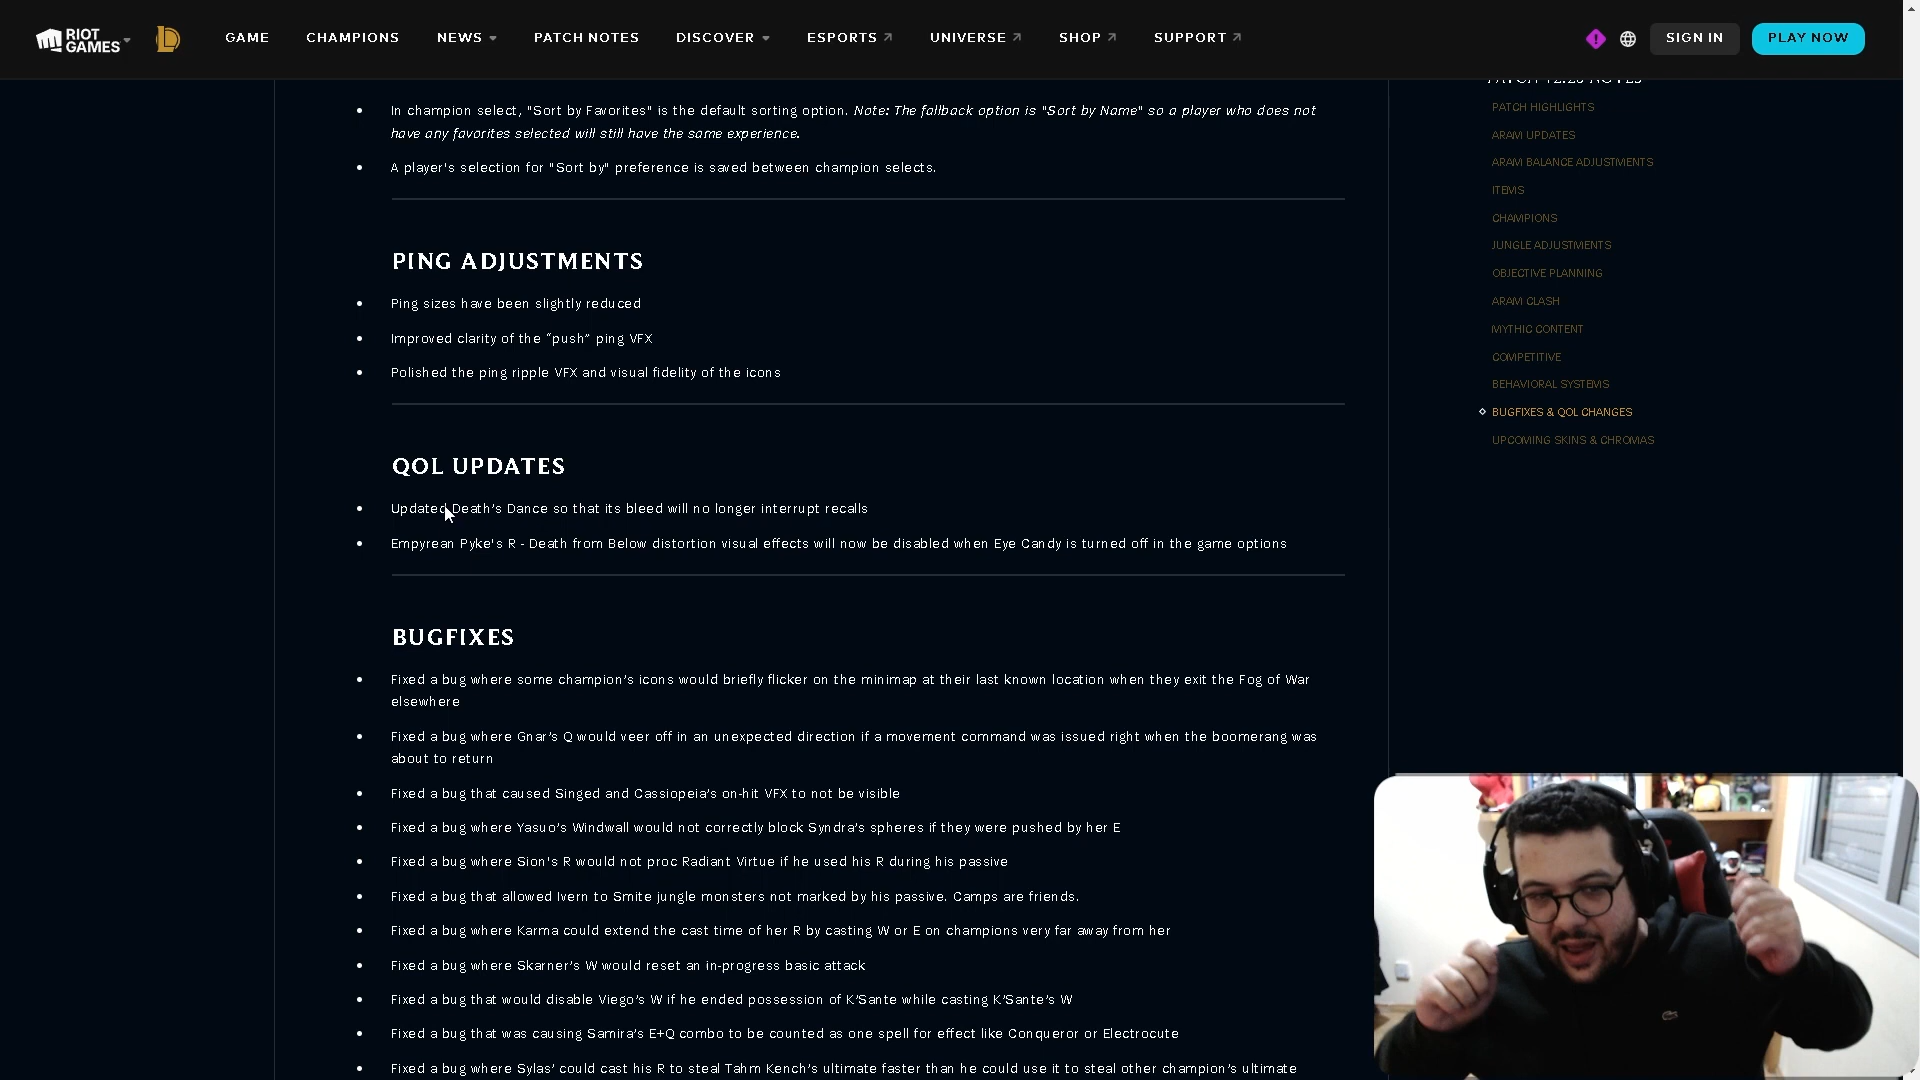 RIOT GAMES
GAME
CHAMPIONS
NEWS
PATCH NOTES
DISCOVER
ESPORTS
UNIVERSE
SHOP
SUPPORT
SIGN IN
PLAY NOW
In champion select, "Sort by Favorites" is the default sorting option. Note: The fallback option is "Sort by Name" so a player who does not
have any favorites selected will still have the same experience.
A player's selection for "Sort by" preference is saved between champion selects.
PING ADJUSTMENTS
Ping sizes have been slightly reduced
Improved clarity of the “push” ping VFX
Polished the ping ripple VFX and visual fidelity of the icons
QOL UPDATES
Updated Death’s Dance so that its bleed will no longer interrupt recalls
Empyrean Pyke's R - Death from Below distortion visual effects will now be disabled when Eye Candy is turned off in the game options
BUGFIXES
Fixed a bug where some champion’s icons would briefly flicker on the minimap at their last known location when they exit the Fog of War
elsewhere
Fixed a bug where Gnar’s Q would veer off in an unexpected direction if a movement command was issued right when the boomerang was
about to return
Fixed a bug that caused Singed and Cassiopeia’s on-hit VFX to not be visible
Fixed a bug where Yasuo’s Windwall would not correctly block Syndra’s spheres if they were pushed by her E
Fixed a bug where Sion's R would not proc Radiant Virtue if he used his R during his passive
Fixed a bug that allowed Ivern to Smite jungle monsters not marked by his passive. Camps are friends.
Fixed a bug where Karma could extend the cast time of her R by casting W or E on champions very far away from her
Fixed a bug where Skarner’s W would reset an in-progress basic attack
Fixed a bug that would disable Viego’s W if he ended possession of K’Sante while casting K’Sante’s W
Fixed a bug that was causing Samira’s E+Q combo to be counted as one spell for effect like Conqueror or Electrocute
Fixed a bug where Sylas’ could cast his R to steal Tahm Kench’s ultimate faster than he could use it to steal other champion’s ultimate
PATCH 12.23 NOTES
PATCH HIGHLIGHTS
ARAM UPDATES
ARAM BALANCE ADJUSTMENTS
ITEMS
CHAMPIONS
JUNGLE ADJUSTMENTS
OBJECTIVE PLANNING
ARAM CLASH
MYTHIC CONTENT
COMPETITIVE
BEHAVIORAL SYSTEMS
BUGFIXES & QOL CHANGES
UPCOMING SKINS & CHROMAS